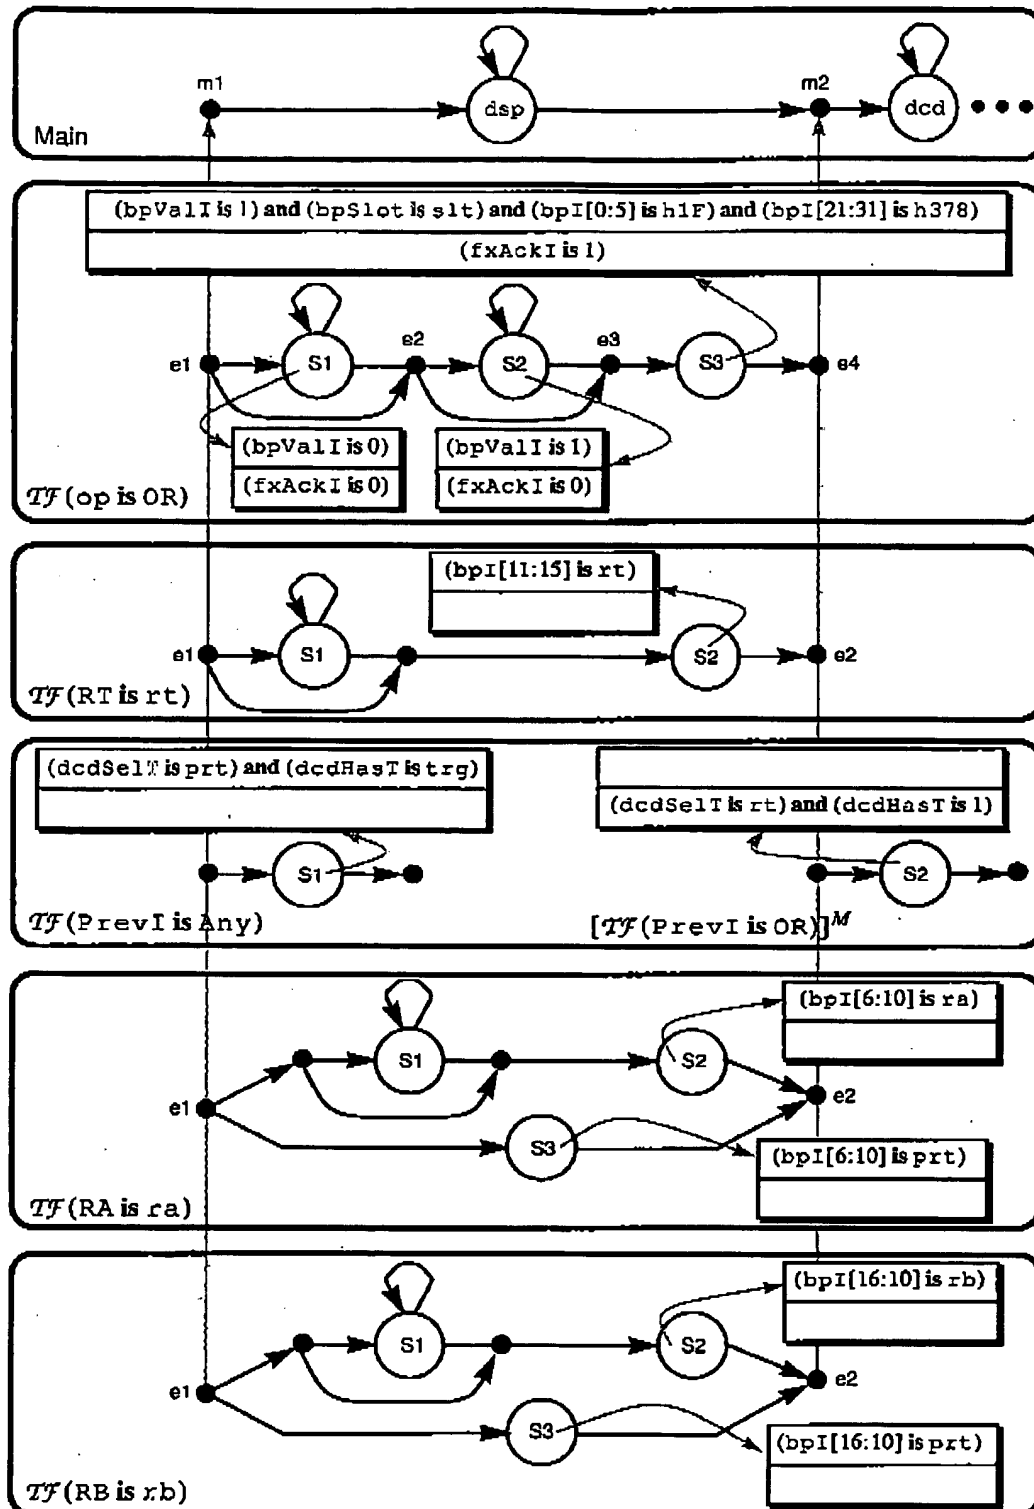 m1
dsp
m2
dcd
Main
(bpValI is 1) and (bpSlot is slt) and (bpI[0:5] is h1F) and (bpI[21:31] is h378)
(fxAckI is 1)
e1
S1
e2
S2
e3
S3
e4
(bpValI is 0)
(fxAckI is 0)
(bpValI is 1)
(fxAckI is 0)
TF(op is OR)
(bpI[11:15] is rt)
e1
S1
S2
e2
TF(RT is rt)
(dcdSelT is prt) and (dcdHasT is trg)
(dcdSelT is rt) and (dcdHasT is 1)
S1
S2
TF(PrevI is Any)
[TF(PrevI is OR)]M
(bpI[6:10] is ra)
S1
S2
e1
e2
S3
(bpI[6:10] is prt)
TF(RA is ra)
(bpI[16:10] is rb)
S1
S2
e1
e2
S3
(bpI[16:10] is prt)
TF(RB is rb)